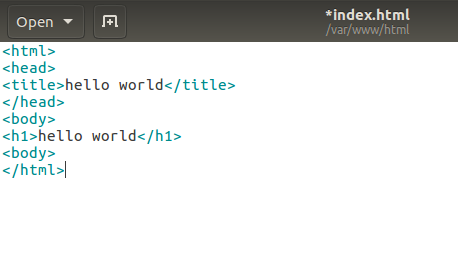 Open
*index.html
/var/www/html
<html>
<head>
<title>hello world</title>
</head>
<body>
<h1>hello world</h1>
<body>
</html>